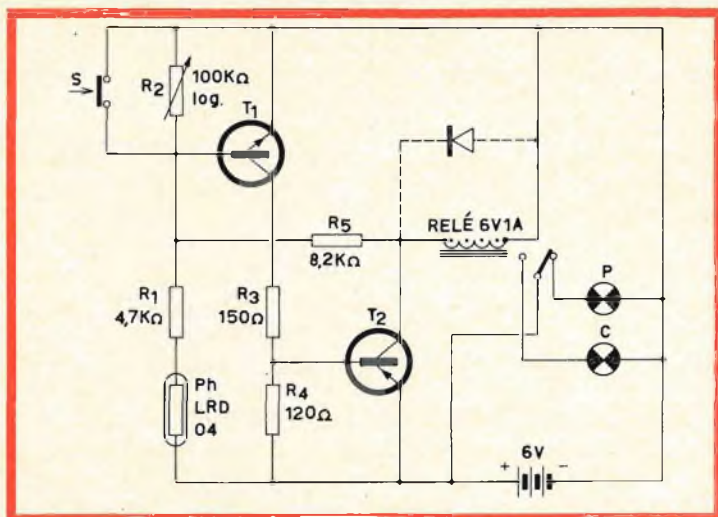 S
R2
100KΩ
log.
T1
R5
8,2KΩ
RELÉ 6V1A
R1
4,7KΩ
R3
150Ω
T2
P
C
Ph
LRD
04
R4
120Ω
6V
+ −